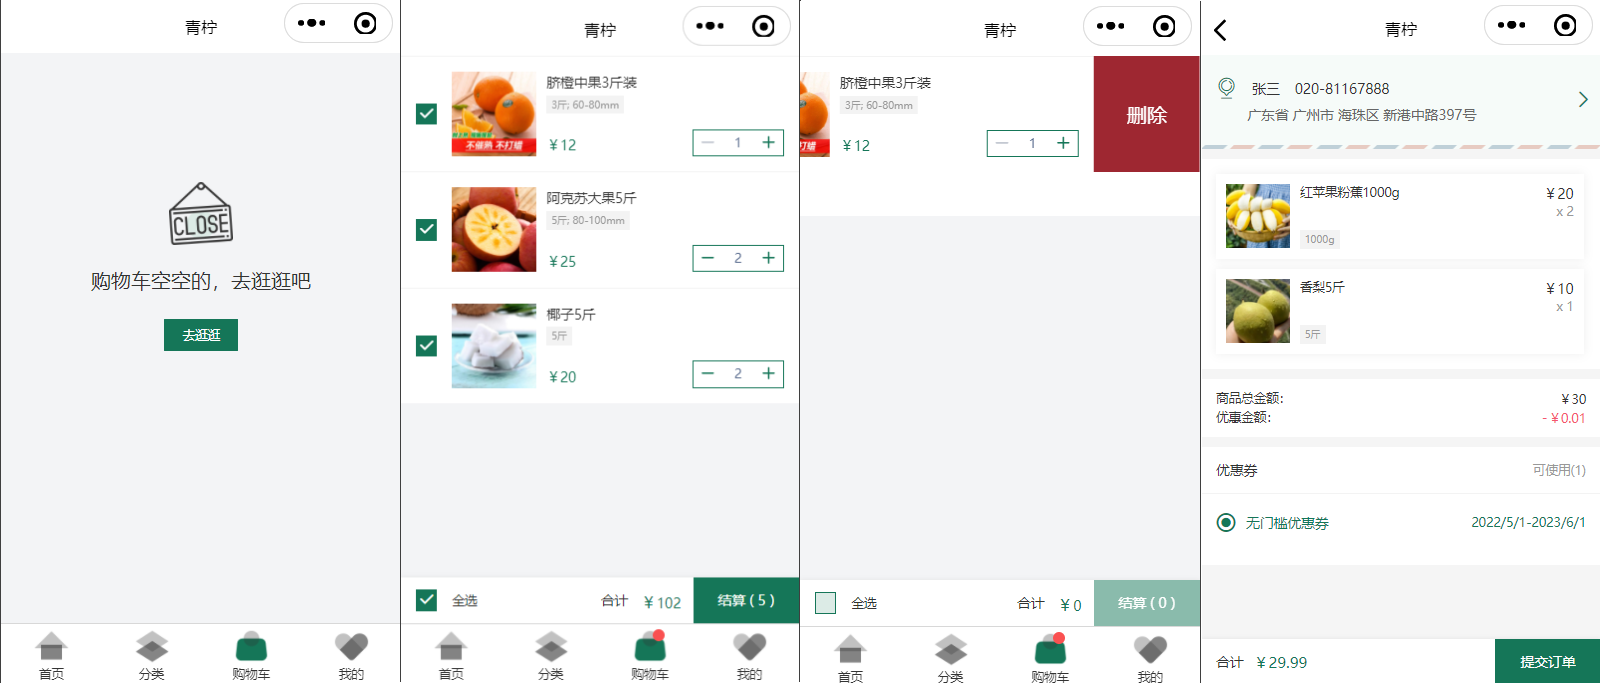 青柠
购物车空空的，去逛逛吧
去逛逛
CLOSE
首页
分类
购物车
我的
青柠
脐橙中果3斤装
3斤; 60-80mm
¥12
1
不催熟 不打蜡
阿克苏大果5斤
5斤; 80-100mm
¥25
2
椰子5斤
5斤
¥20
2
全选
合计 ¥102
结算 ( 5 )
首页
分类
购物车
我的
青柠
脐橙中果3斤装
3斤; 60-80mm
¥12
1
打蜡
删除
全选
合计 ¥0
结算 ( 0 )
首页
分类
购物车
我的
青柠
张三 020-81167888
广东省 广州市 海珠区 新港中路397号
红苹果粉蕉1000g
¥20
x 2
1000g
香梨5斤
¥10
x 1
5斤
商品总金额: ¥30
优惠金额: - ¥0.01
优惠券 可使用(1)
无门槛优惠券 2022/5/1-2023/6/1
合计 ¥29.99
提交订单